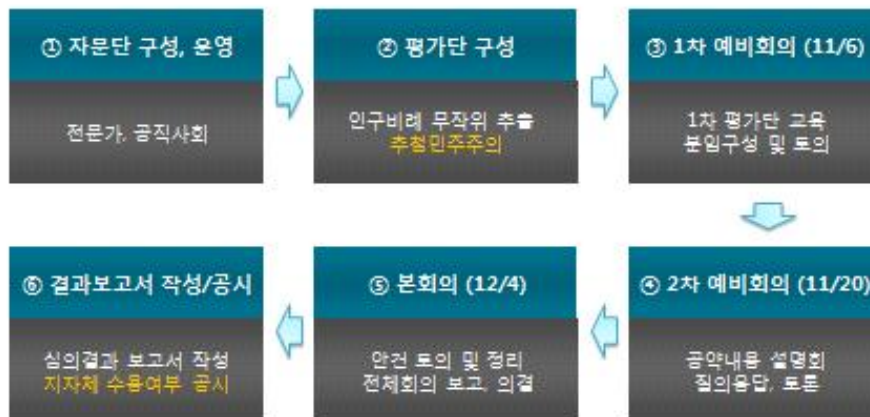 ① 자문단 구성, 운영
전문가, 공직사회
② 평가단 구성
인구비례 무작위 추출
추첨민주주의
③ 1차 예비회의 (11/6)
1차 평가단 교육
분임구성 및 토의
④ 2차 예비회의 (11/20)
공약내용 설명회
질의응답, 토론
⑤ 본회의 (12/4)
안건 토의 및 정리
전체회의 보고, 의결
⑥ 결과보고서 작성/공시
심의결과 보고서 작성
지자체 수용여부 공시